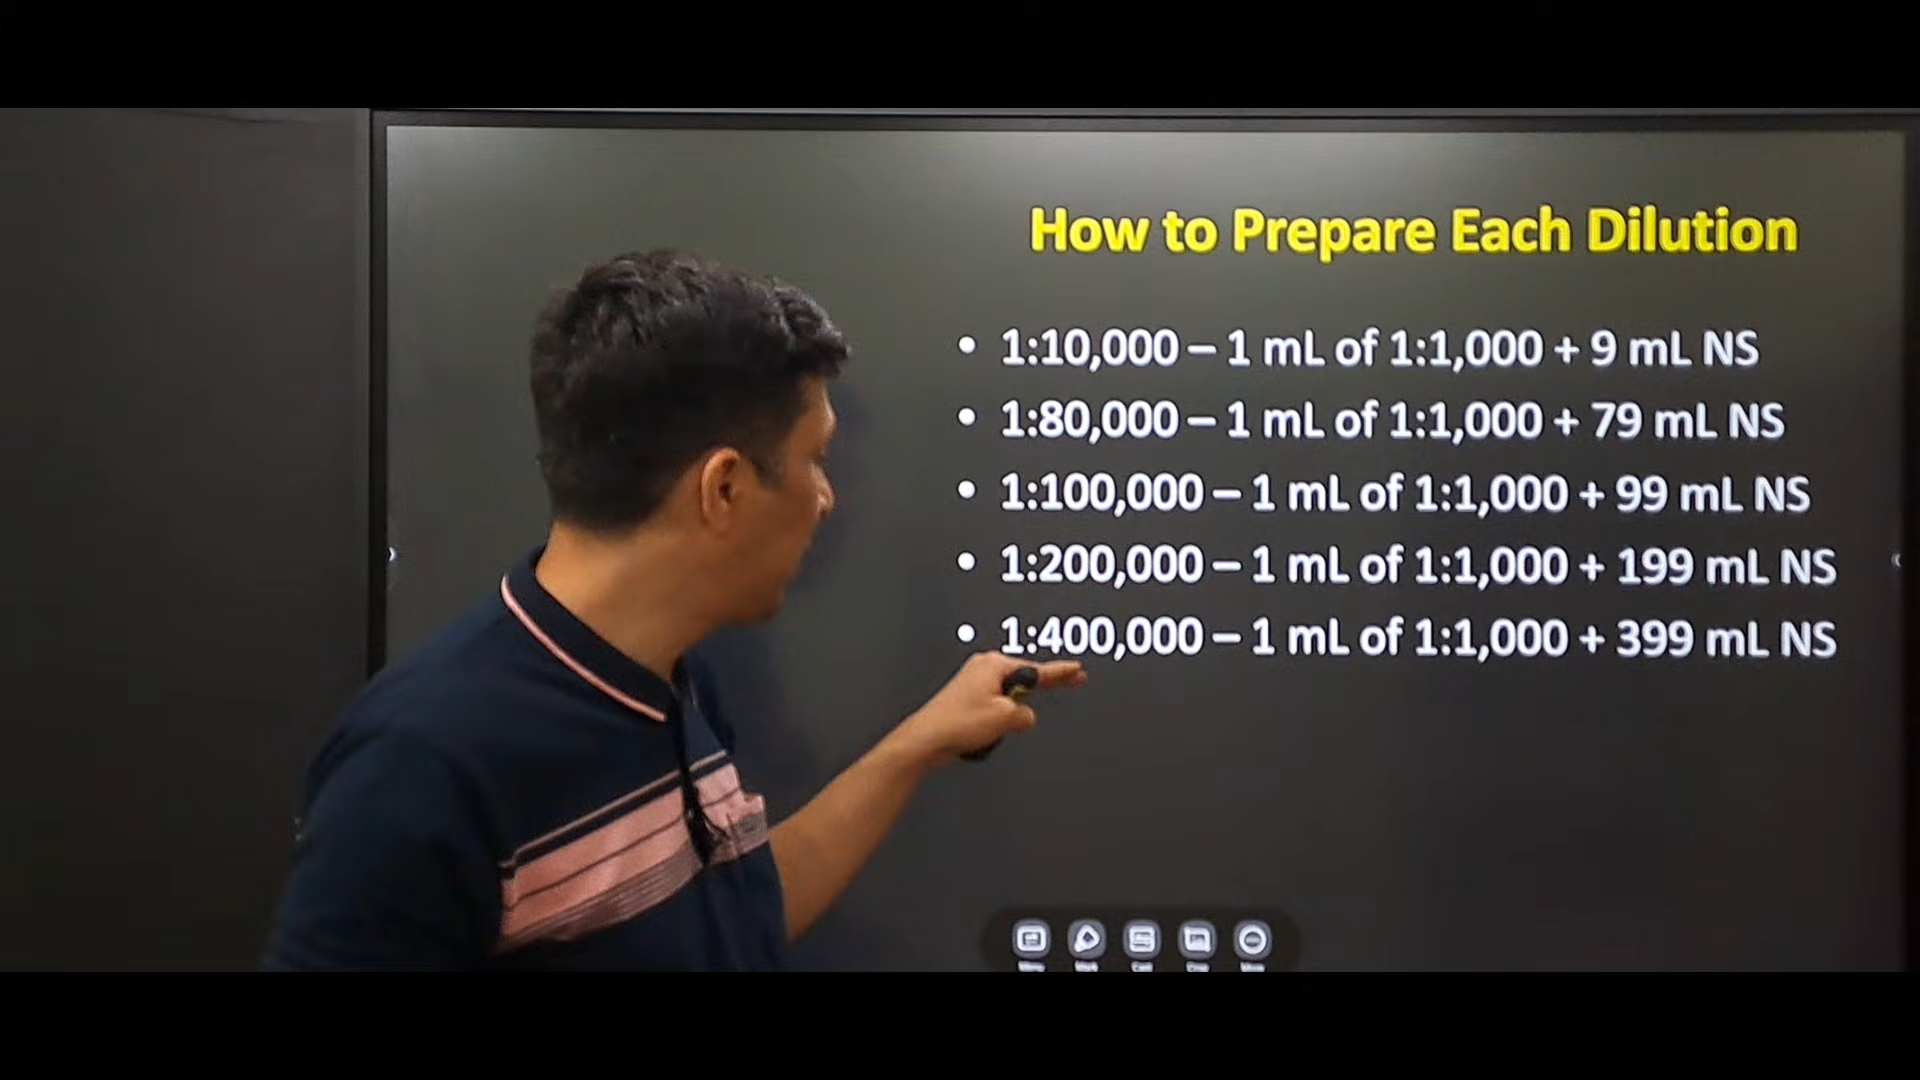 How to Prepare Each Dilution
• 1:10,000 – 1 mL of 1:1,000 + 9 mL NS
• 1:80,000 – 1 mL of 1:1,000 + 79 mL NS
• 1:100,000 – 1 mL of 1:1,000 + 99 mL NS
• 1:200,000 – 1 mL of 1:1,000 + 199 mL NS
• 1:400,000 – 1 mL of 1:1,000 + 399 mL NS